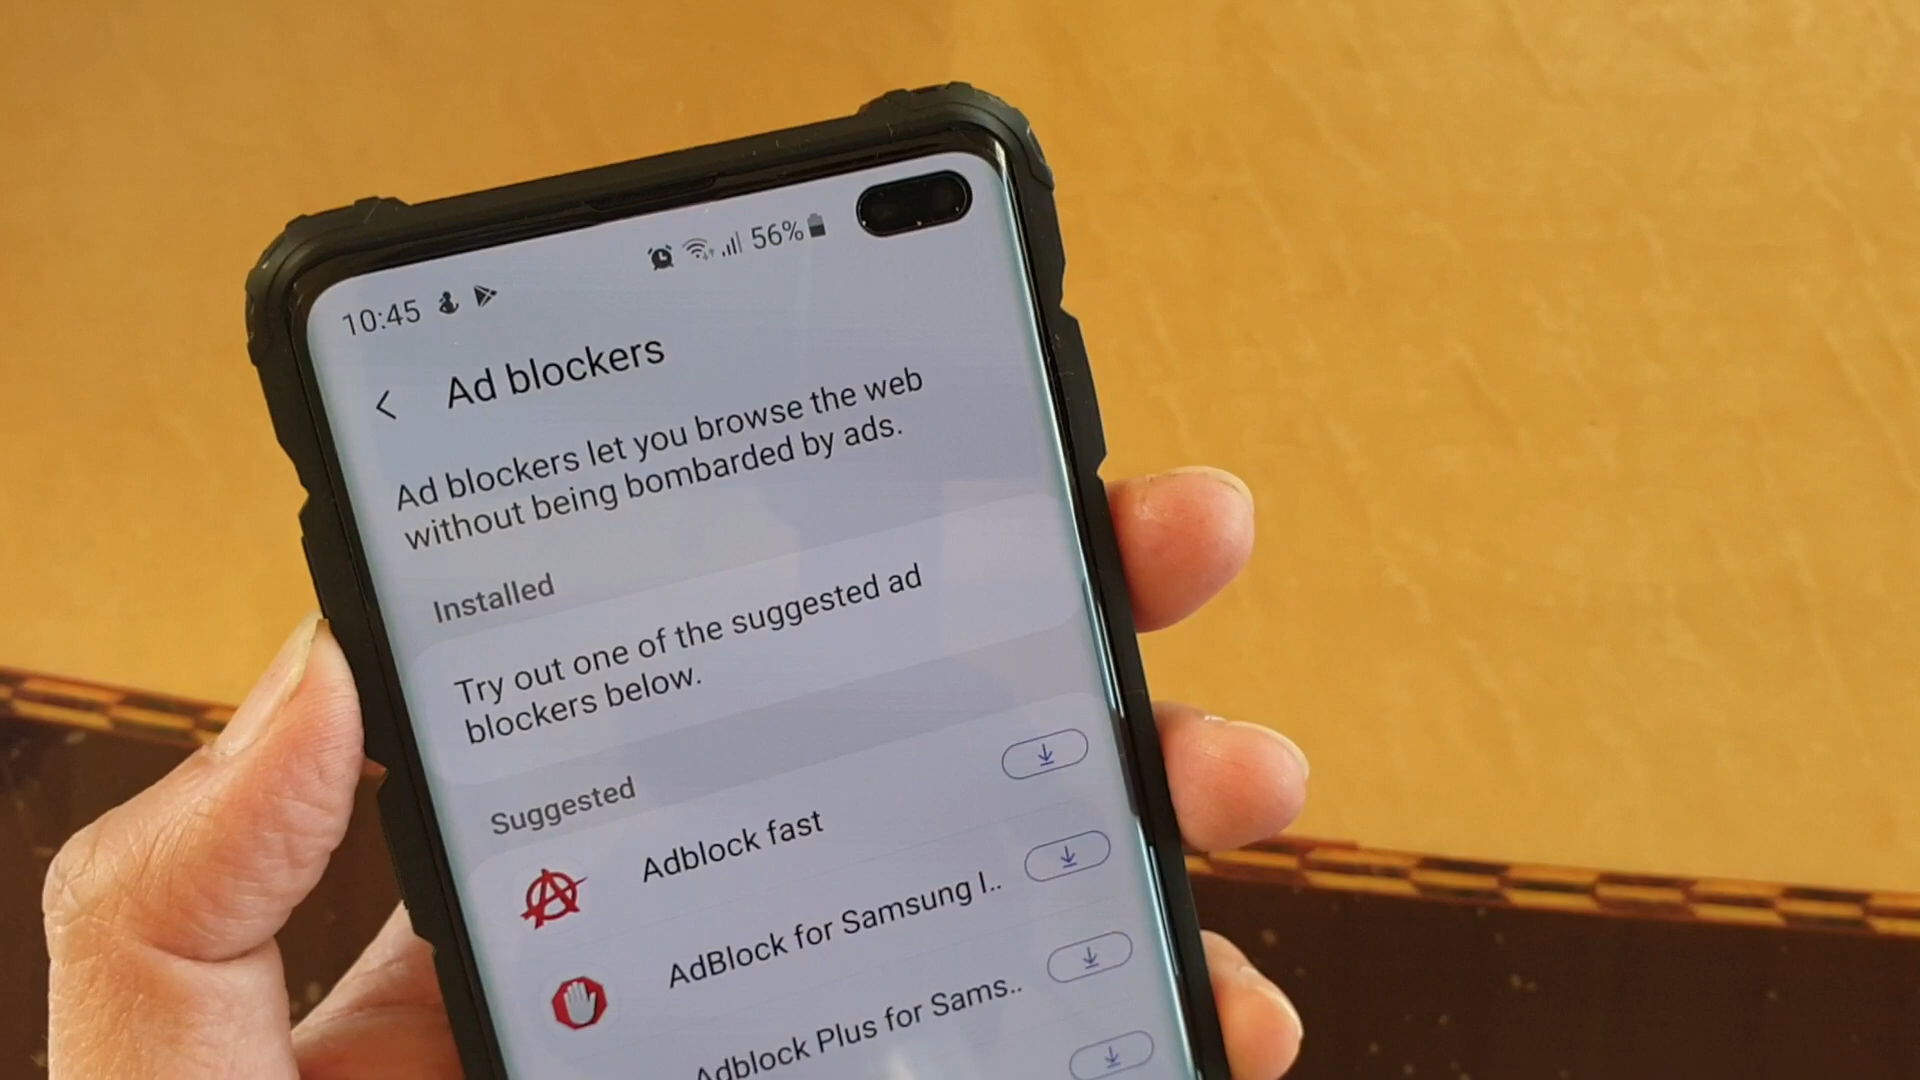 10:45
56%
Ad blockers
Ad blockers let you browse the web
without being bombarded by ads.
Installed
Try out one of the suggested ad
blockers below.
Suggested
Adblock fast
AdBlock for Samsung I..
Adblock Plus for Sams..